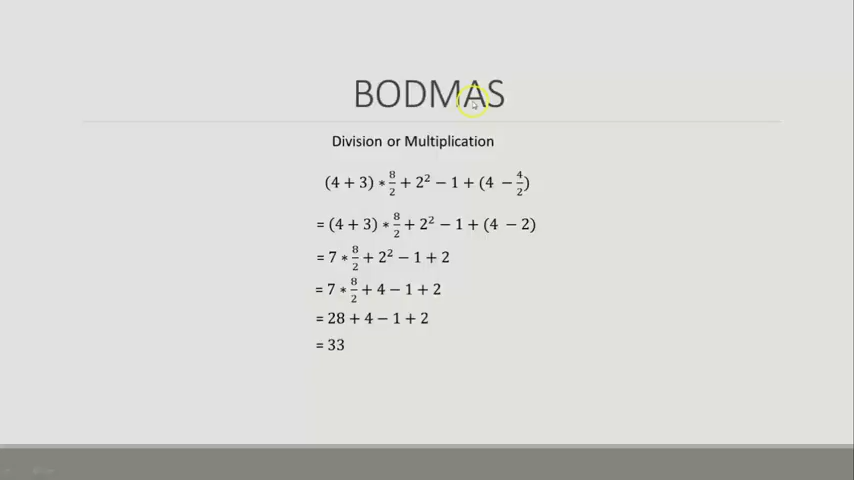 BODMAS
Division or Multiplication
(4 + 3) ∗ 8/2 + 2² − 1 + (4 − 4/2)
= (4 + 3) ∗ 8/2 + 2² − 1 + (4 − 2)
= 7 ∗ 8/2 + 2² − 1 + 2
= 7 ∗ 8/2 + 4 − 1 + 2
= 28 + 4 − 1 + 2
= 33